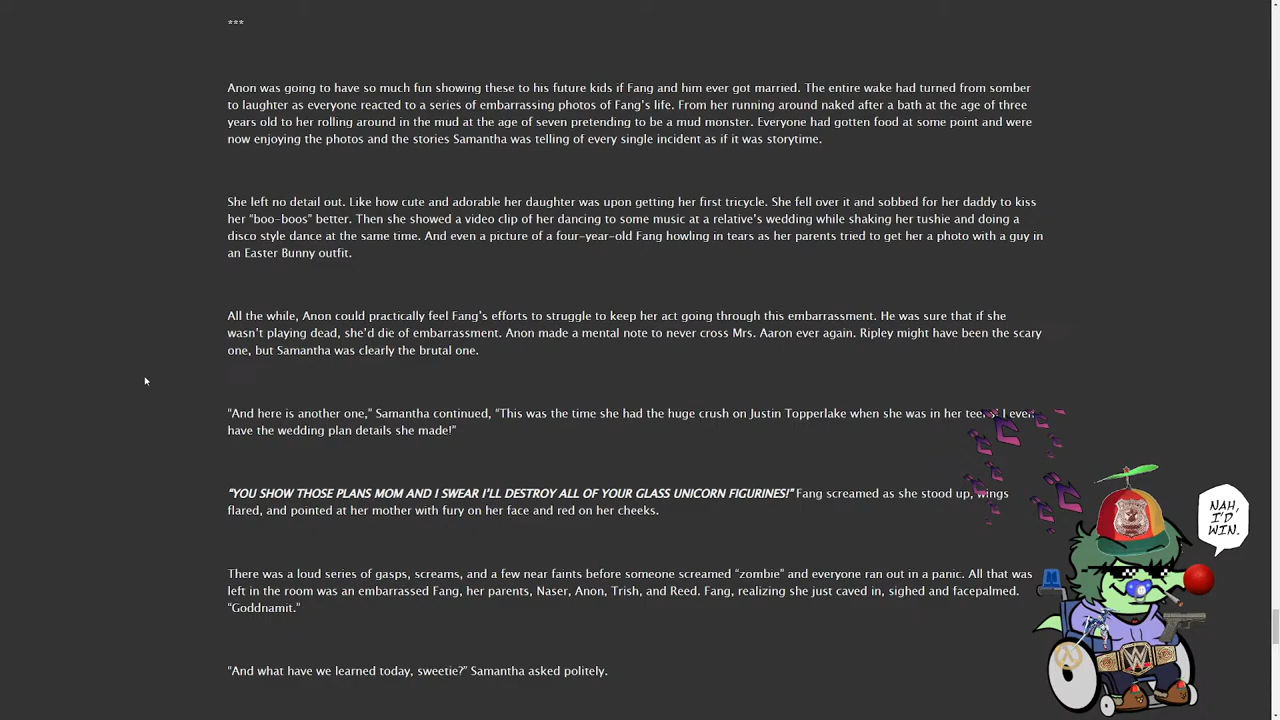 ***
Anon was going to have so much fun showing these to his future kids if Fang and him ever got married. The entire wake had turned from somber
to laughter as everyone reacted to a series of embarrassing photos of Fang's life. From her running around naked after a bath at the age of three
years old to her rolling around in the mud at the age of seven pretending to be a mud monster. Everyone had gotten food at some point and were
now enjoying the photos and the stories Samantha was telling of every single incident as if it was storytime.
She left no detail out. Like how cute and adorable her daughter was upon getting her first tricycle. She fell over it and sobbed for her daddy to kiss
her “boo-boos” better. Then she showed a video clip of her dancing to some music at a relative's wedding while shaking her tushie and doing a
disco style dance at the same time. And even a picture of a four-year-old Fang howling in tears as her parents tried to get her a photo with a guy in
an Easter Bunny outfit.
All the while, Anon could practically feel Fang's efforts to struggle to keep her act going through this embarrassment. He was sure that if she
wasn't playing dead, she'd die of embarrassment. Anon made a mental note to never cross Mrs. Aaron ever again. Ripley might have been the scary
one, but Samantha was clearly the brutal one.
“And here is another one,” Samantha continued, “This was the time she had the huge crush on Justin Topperlake when she was in her teens! I even
have the wedding plan details she made!”
“YOU SHOW THOSE PLANS MOM AND I SWEAR I'LL DESTROY ALL OF YOUR GLASS UNICORN FIGURINES!” Fang screamed as she stood up, wings
flared, and pointed at her mother with fury on her face and red on her cheeks.
There was a loud series of gasps, screams, and a few near faints before someone screamed “zombie” and everyone ran out in a panic. All that was
left in the room was an embarrassed Fang, her parents, Naser, Anon, Trish, and Reed. Fang, realizing she just caved in, sighed and facepalmed.
“Goddnamit.”
“And what have we learned today, sweetie?” Samantha asked politely.
NAH,
I'D
WIN.
W